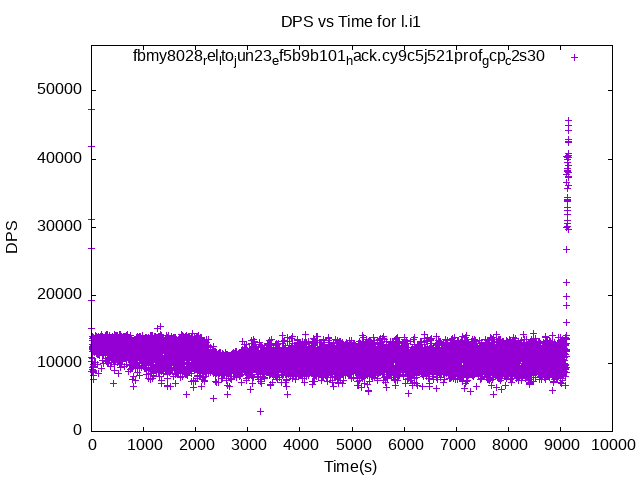 DPS vs Time for l.i1
fbmy8028relltojun23ef5b9b101hack.cy9c5j521profgcpc2s30
50000
40000
30000
20000
10000
0
DPS
0 1000 2000 3000 4000 5000 6000 7000 8000 9000 10000
Time(s)